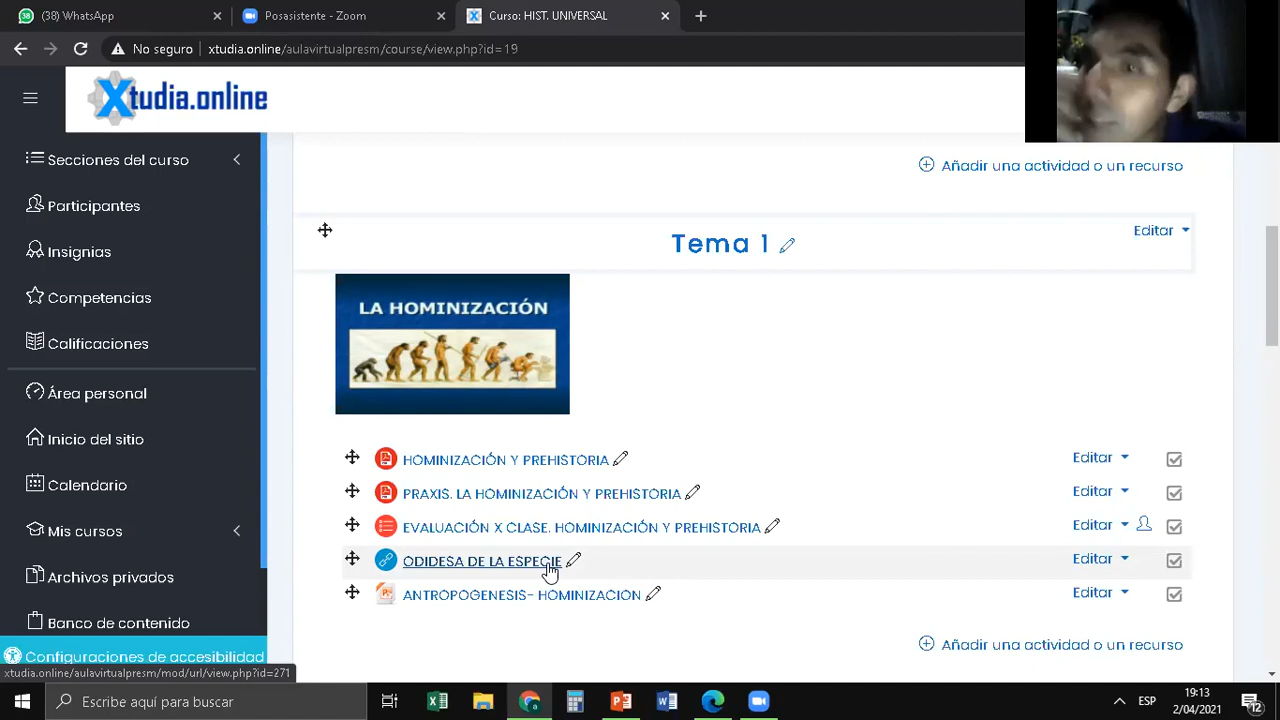 (38) WhatsApp
Posasistente - Zoom
Curso: HIST. UNIVERSAL
No seguro
xtudia.online/aulavirtualpresm/course/view.php?id=19
Xtudia.online
Secciones del curso
Participantes
Insignias
Competencias
Calificaciones
Área personal
Inicio del sitio
Calendario
Mis cursos
Archivos privados
Banco de contenido
Configuraciones de accesibilidad
xtudia.online/aulavirtualpresm/mod/url/view.php?id=271
Añadir una actividad o un recurso
Tema 1
Editar
LA HOMINIZACIÓN
HOMINIZACIÓN Y PREHISTORIA
Editar
PRAXIS. LA HOMINIZACIÓN Y PREHISTORIA
Editar
EVALUACIÓN X CLASE. HOMINIZACIÓN Y PREHISTORIA
Editar
ODIDESA DE LA ESPECIE
Editar
ANTROPOGENESIS- HOMINIZACION
Editar
Añadir una actividad o un recurso
Escribe aquí para buscar
ESP
19:13
2/04/2021
12